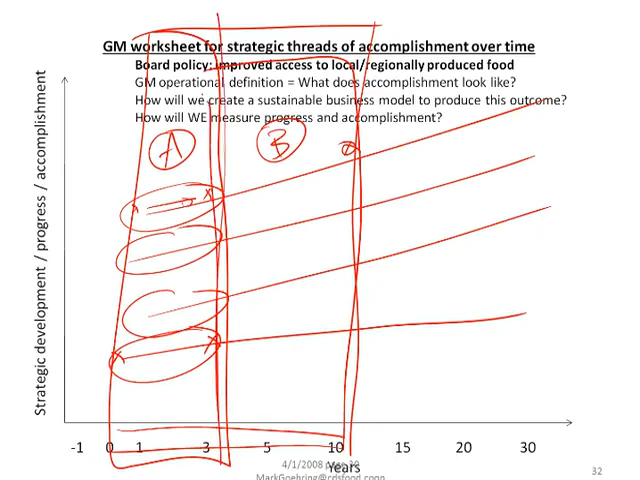 GM worksheet for strategic threads of accomplishment over time
Board policy: improved access to local/regionally produced food
GM operational definition = What does accomplishment look like?
How will we create a sustainable business model to produce this outcome?
How will WE measure progress and accomplishment?
Strategic development / progress / accomplishment
A
B
-1 0 1 3 5 10 15 20 30
4/1/2008
Years
MarkGoehring@cdsfood.coop
32